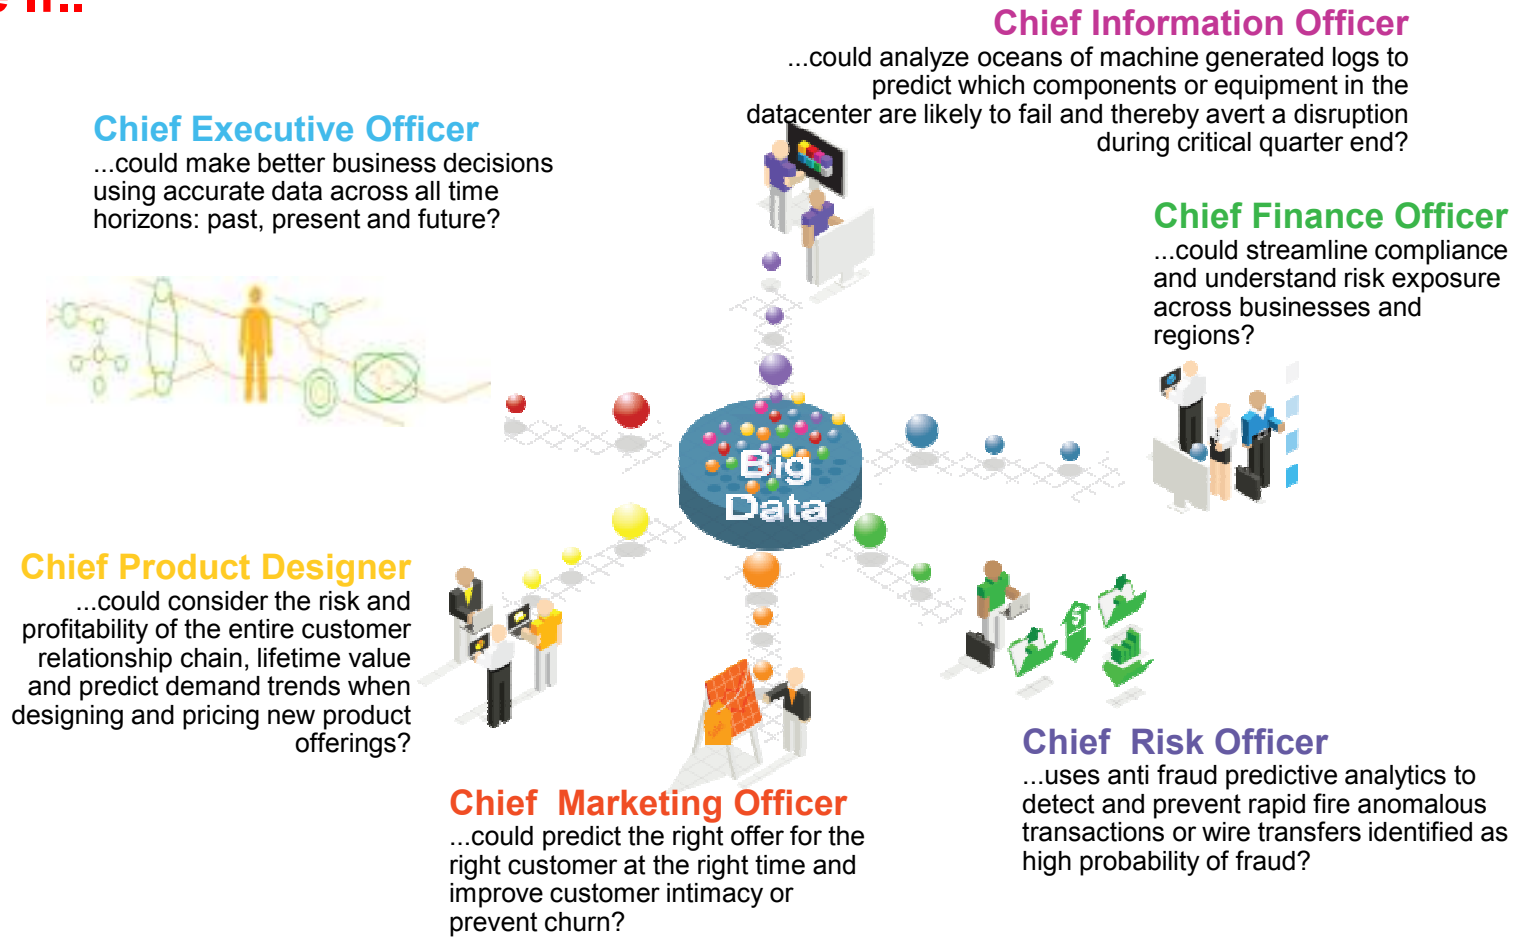 Chief Information Officer
...could analyze oceans of machine generated logs to
predict which components or equipment in the
datacenter are likely to fail and thereby avert a disruption
during critical quarter end?
Chief Executive Officer
...could make better business decisions
using accurate data across all time
horizons: past, present and future?
Chief Finance Officer
...could streamline compliance
and understand risk exposure
across businesses and
regions?
Big
Data
Chief Product Designer
...could consider the risk and
profitability of the entire customer
relationship chain, lifetime value
and predict demand trends when
designing and pricing new product
offerings?
$
Chief Risk Officer
...uses anti fraud predictive analytics to
detect and prevent rapid fire anomalous
transactions or wire transfers identified as
high probability of fraud?
Chief Marketing Officer
...could predict the right offer for the
right customer at the right time and
improve customer intimacy or
prevent churn?